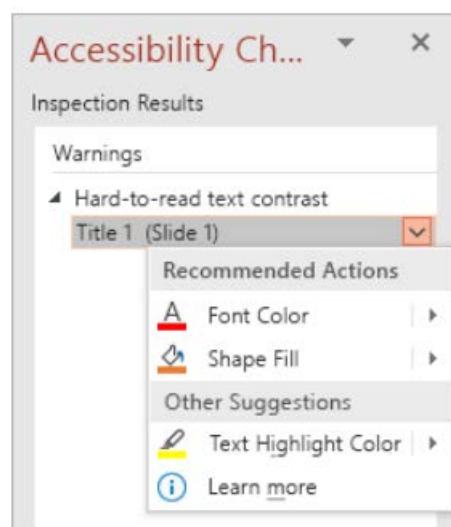 Accessibility Ch...
Inspection Results
Warnings
Hard-to-read text contrast
Title 1 (Slide 1)
Recommended Actions
A Font Color
Shape Fill
Other Suggestions
Text Highlight Color
i Learn more